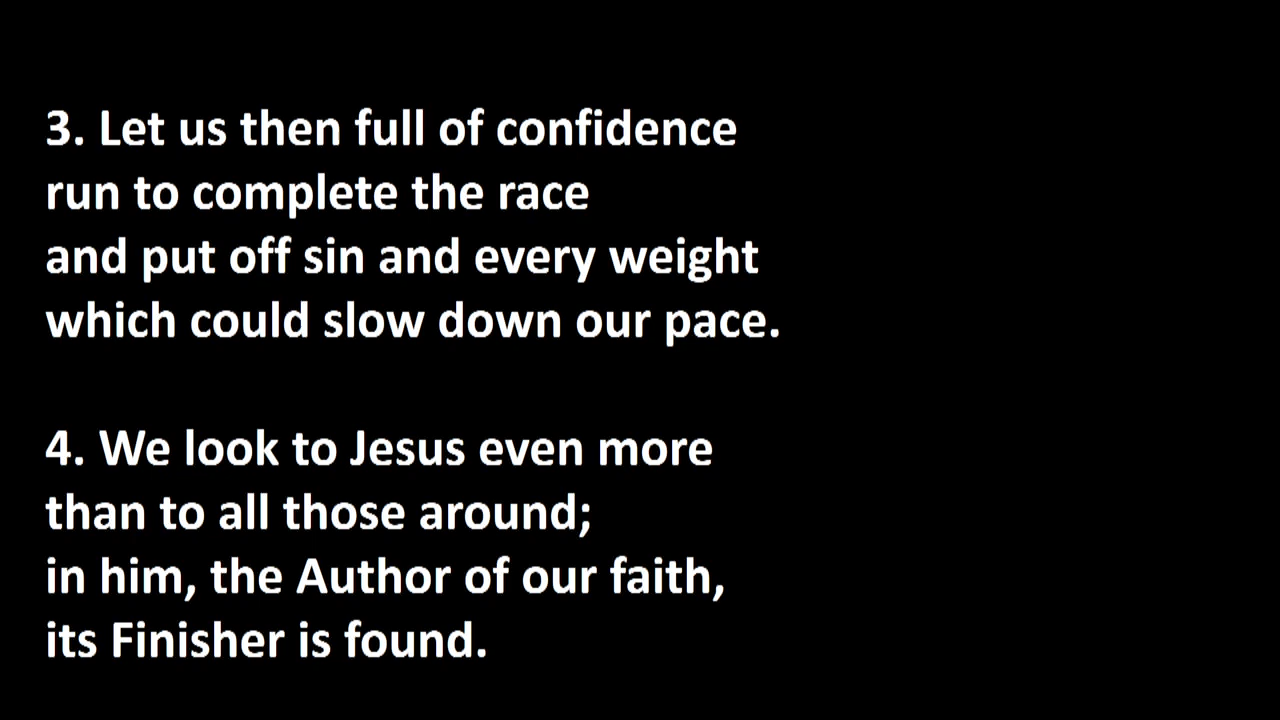 3. Let us then full of confidence
run to complete the race
and put off sin and every weight
which could slow down our pace.
4. We look to Jesus even more
than to all those around;
in him, the Author of our faith,
its Finisher is found.